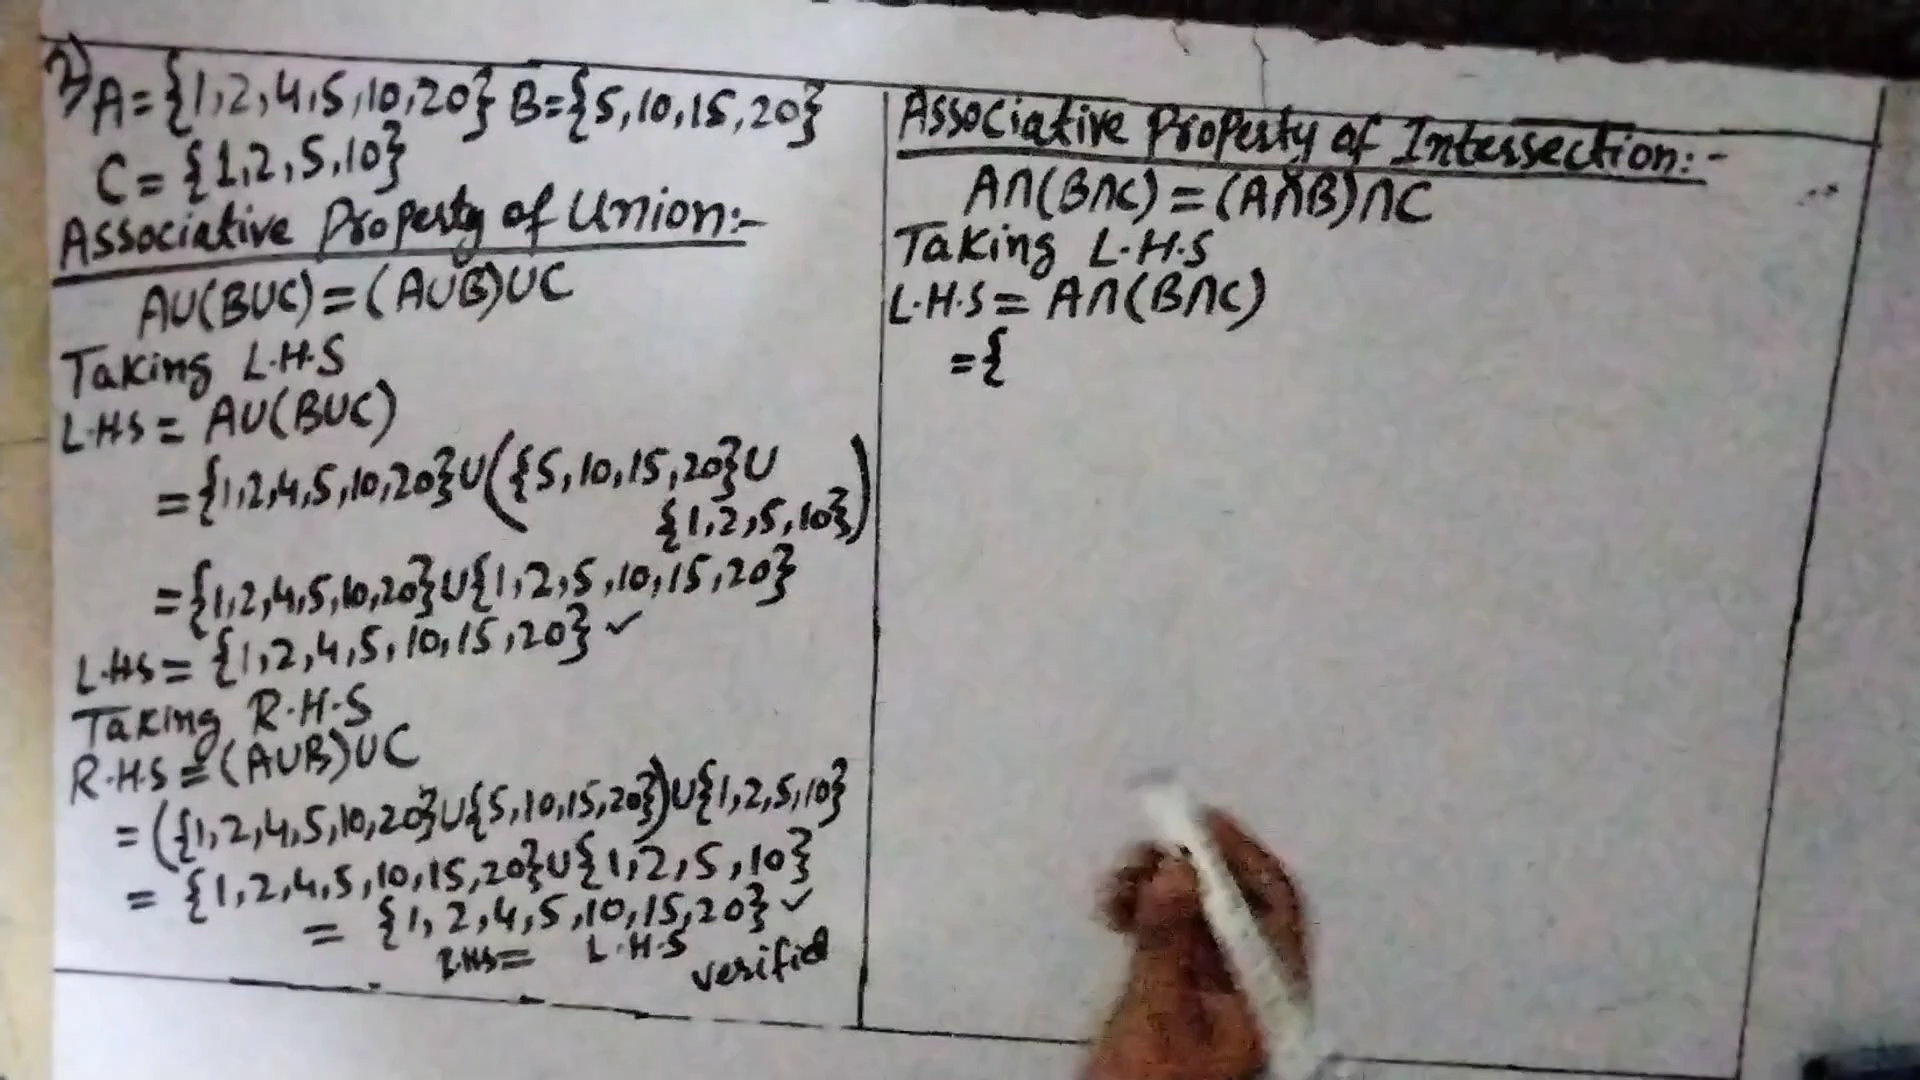 2) A={1,2,4,5,10,20} B={5,10,15,20}
C={1,2,5,10}
Associative Property of Union:-
AU(BUC)=(AUB)UC
Taking L.H.S
L.H.S = AU(BUC)
={1,2,4,5,10,20}U({5,10,15,20}U
{1,2,5,10})
={1,2,4,5,10,20}U{1,2,5,10,15,20}
L.H.S={1,2,4,5,10,15,20}✓
Taking R.H.S
R.H.S=(AUB)UC
=({1,2,4,5,10,20}U{5,10,15,20})U{1,2,5,10}
={1,2,4,5,10,15,20}U{1,2,5,10}
={1,2,4,5,10,15,20}✓
R.H.S= L.H.S verified
Associative Property of Intersection:-
A∩(B∩C)=(A∩B)∩C
Taking L.H.S
L.H.S= A∩(B∩C)
={